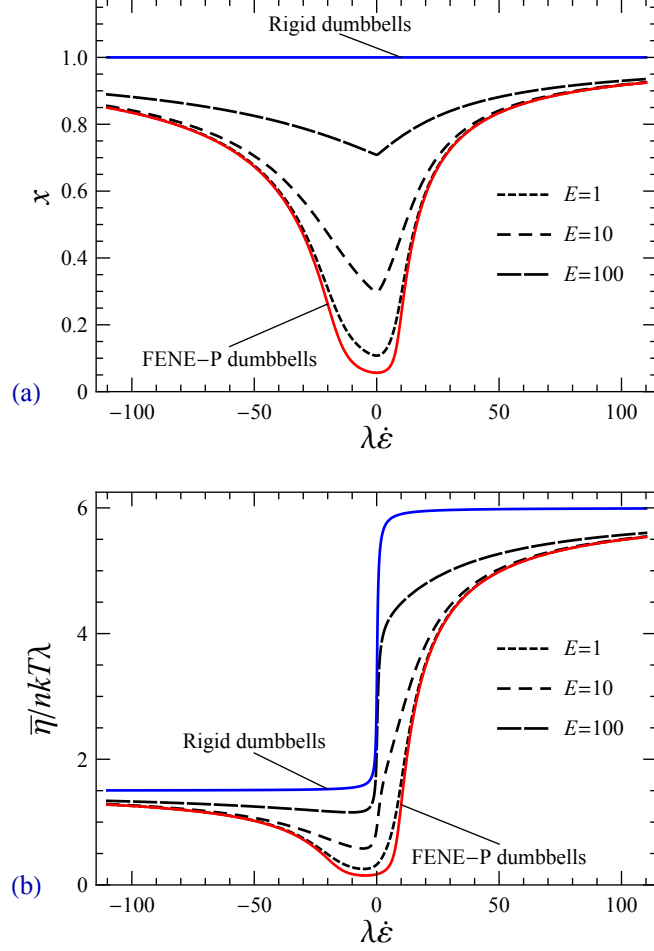 Rigid dumbbells
1.0
0.8
0.6
0.4
0.2
0
x
E=1
E=10
E=100
FENE−P dumbbells
(a)
−100 −50 0 50 100
λε̇
6
4
2
0
η̅/nkTλ
E=1
E=10
E=100
Rigid dumbbells
FENE−P dumbbells
(b)
−100 −50 0 50 100
λε̇